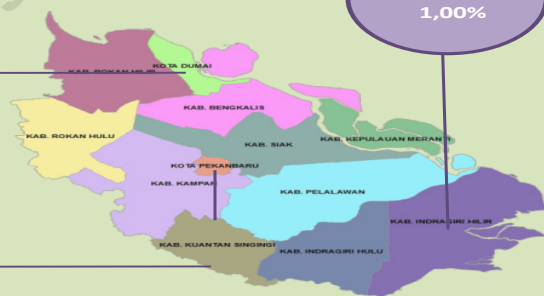 1,00%
KAB. ROKAN HILIR
KOTA DUMAI
KAB. BENGKALIS
KAB. ROKAN HULU
KAB. SIAK
KAB. KEPULAUAN MERANTI
KOTA PEKANBARU
KAB. KAMPAR
KAB. PELALAWAN
KAB. INDRAGIRI HILIR
KAB. KUANTAN SINGINGI
KAB. INDRAGIRI HULU